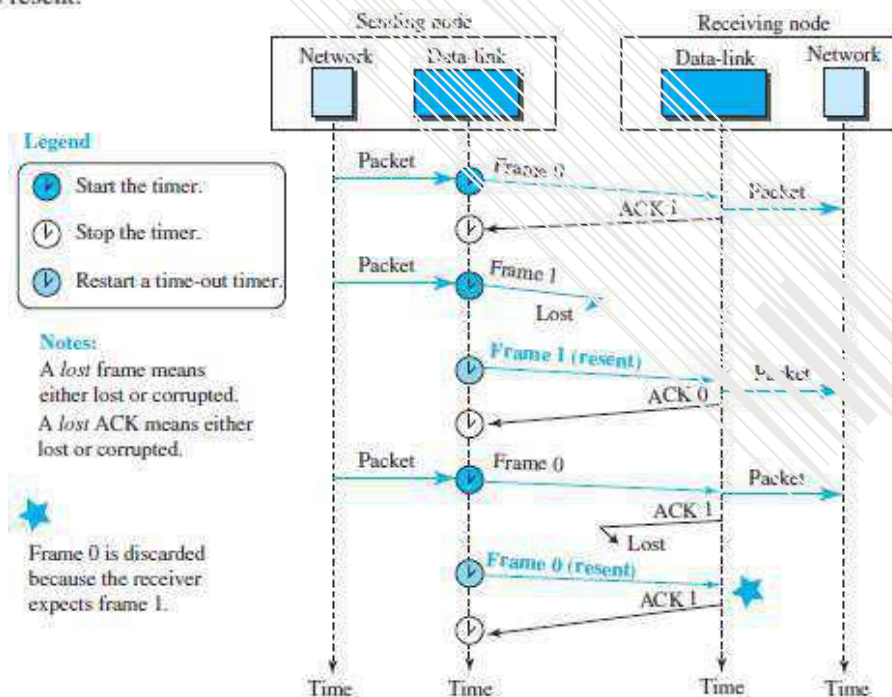 resent.
Sending node
Receiving node
Network
Data-link
Data-link
Network
Legend
Start the timer.
Stop the timer.
Restart a time-out timer.
Notes:
A lost frame means
either lost or corrupted.
A lost ACK means either
lost or corrupted.
Frame 0 is discarded
because the receiver
expects frame 1.
Packet
Frame 0
Packet
ACK 1
Packet
Frame 1
Lost
Frame 1 (resent)
Packet
ACK 0
Packet
Frame 0
Packet
ACK 1
Lost
Frame 0 (resent)
ACK 1
Time
Time
Time
Time